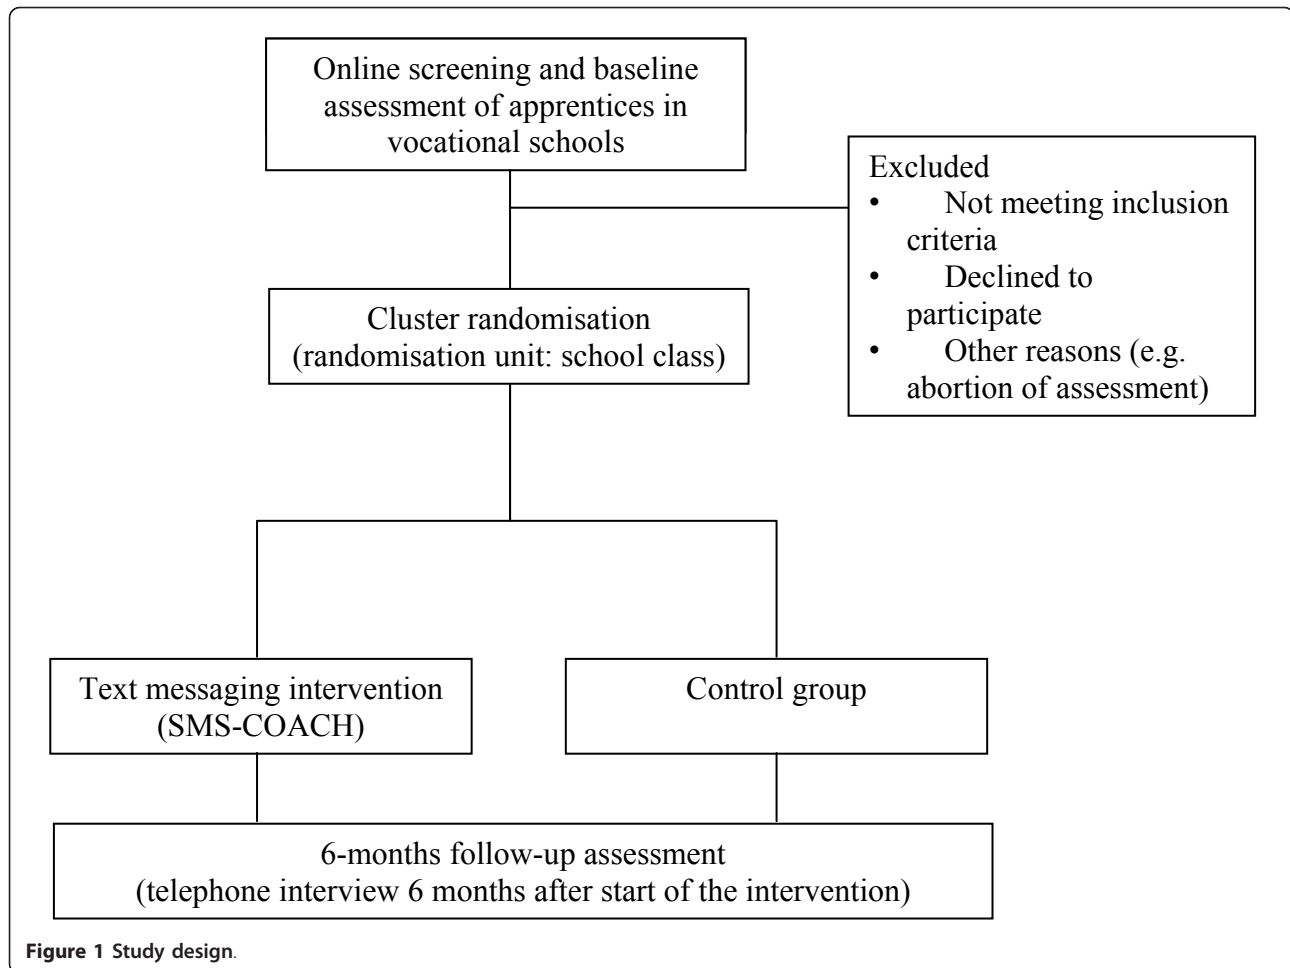 Online screening and baseline
assessment of apprentices in
vocational schools
Excluded
• Not meeting inclusion
criteria
• Declined to
participate
• Other reasons (e.g.
abortion of assessment)
Cluster randomisation
(randomisation unit: school class)
Text messaging intervention
(SMS-COACH)
Control group
6-months follow-up assessment
(telephone interview 6 months after start of the intervention)
Figure 1 Study design.